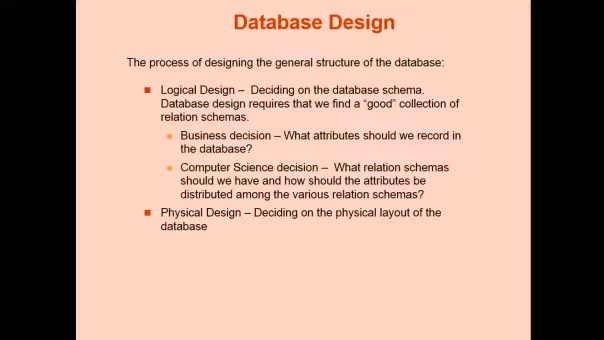 Database Design
The process of designing the general structure of the database:
Logical Design – Deciding on the database schema.
Database design requires that we find a “good” collection of
relation schemas.
Business decision – What attributes should we record in
the database?
Computer Science decision – What relation schemas
should we have and how should the attributes be
distributed among the various relation schemas?
Physical Design – Deciding on the physical layout of the
database